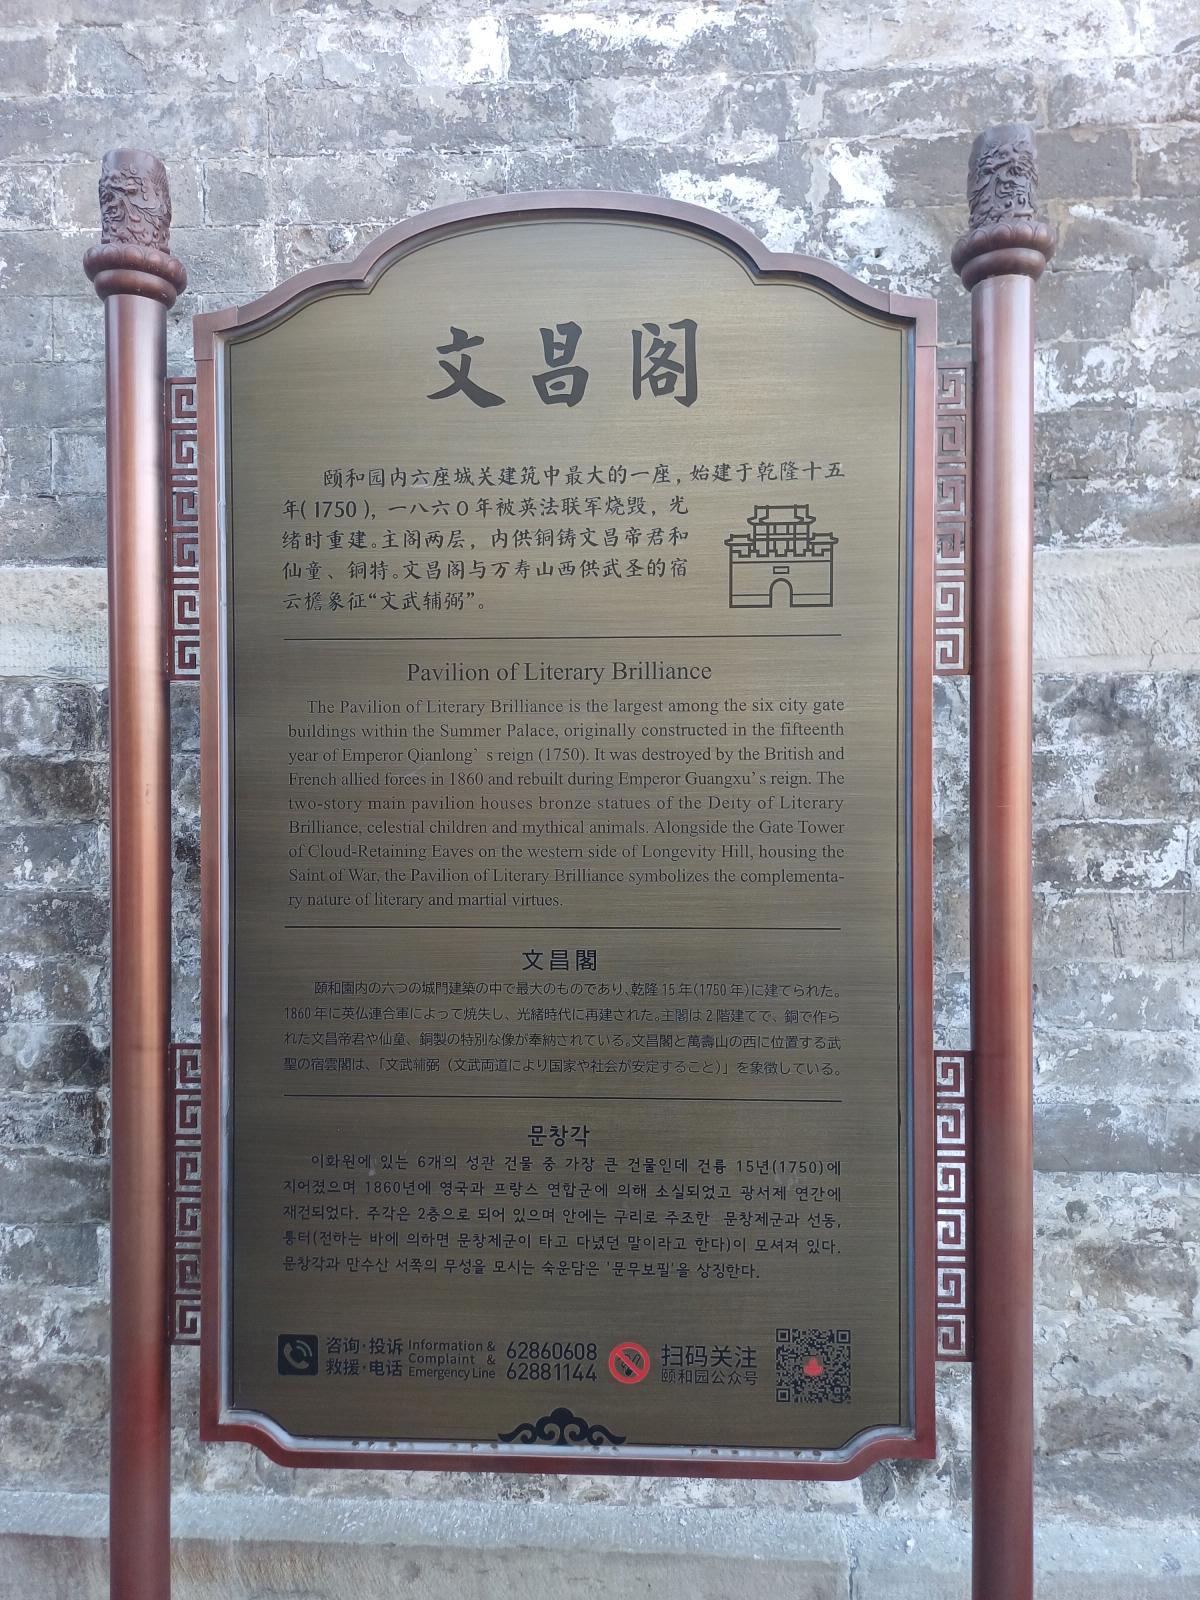 文昌阁
颐和园内六座城关建筑中最大的一座，始建于乾隆十五
年(1750)，一八六〇年被英法联军烧毁，光
绪时重建。主阁两层，内供铜铸文昌帝君和
仙童、铜特。文昌阁与万寿山西供武圣的宿
云檐象征“文武辅弼”。
Pavilion of Literary Brilliance
The Pavilion of Literary Brilliance is the largest among the six city gate
buildings within the Summer Palace, originally constructed in the fifteenth
year of Emperor Qianlong’ s reign (1750). It was destroyed by the British and
French allied forces in 1860 and rebuilt during Emperor Guangxu’ s reign. The
two-story main pavilion houses bronze statues of the Deity of Literary
Brilliance, celestial children and mythical animals. Alongside the Gate Tower
of Cloud-Retaining Eaves on the western side of Longevity Hill, housing the
Saint of War, the Pavilion of Literary Brilliance symbolizes the complementa-
ry nature of literary and martial virtues.
文昌閣
頤和園内の六つの城門建築の中で最大のものであり、乾隆 15 年(1750 年)に建てられた。
1860 年に英仏連合軍によって焼失し、光緒時代に再建された。主閣は 2 階建てで、銅で作ら
れた文昌帝君や仙童、銅製の特別な像が奉納されている。文昌閣と萬壽山の西に位置する武
聖の宿雲閣は、「文武補弼（文武両道により国家や社会が安定すること）」を象徴している。
문창각
이화원에 있는 6개의 성관 건물 중 가장 큰 건물인데 건륭 15년(1750)에
지어졌으며 1860년에 영국과 프랑스 연합군에 의해 소실되었고 광서제 연간에
재건되었다. 주각은 2층으로 되어 있으며 안에는 구리로 주조한 문창제군과 선동,
통터(전하는 바에 의하면 문창제군이 타고 다녔던 말이라고 한다)이 모셔져 있다.
문창각과 만수산 서쪽의 무성을 모시는 숙운담은 '문무보필'을 상징한다.
咨询·投诉 Information & 62860608
救援·电话 Complaint & Emergency Line 62881144
扫码关注
颐和园公众号